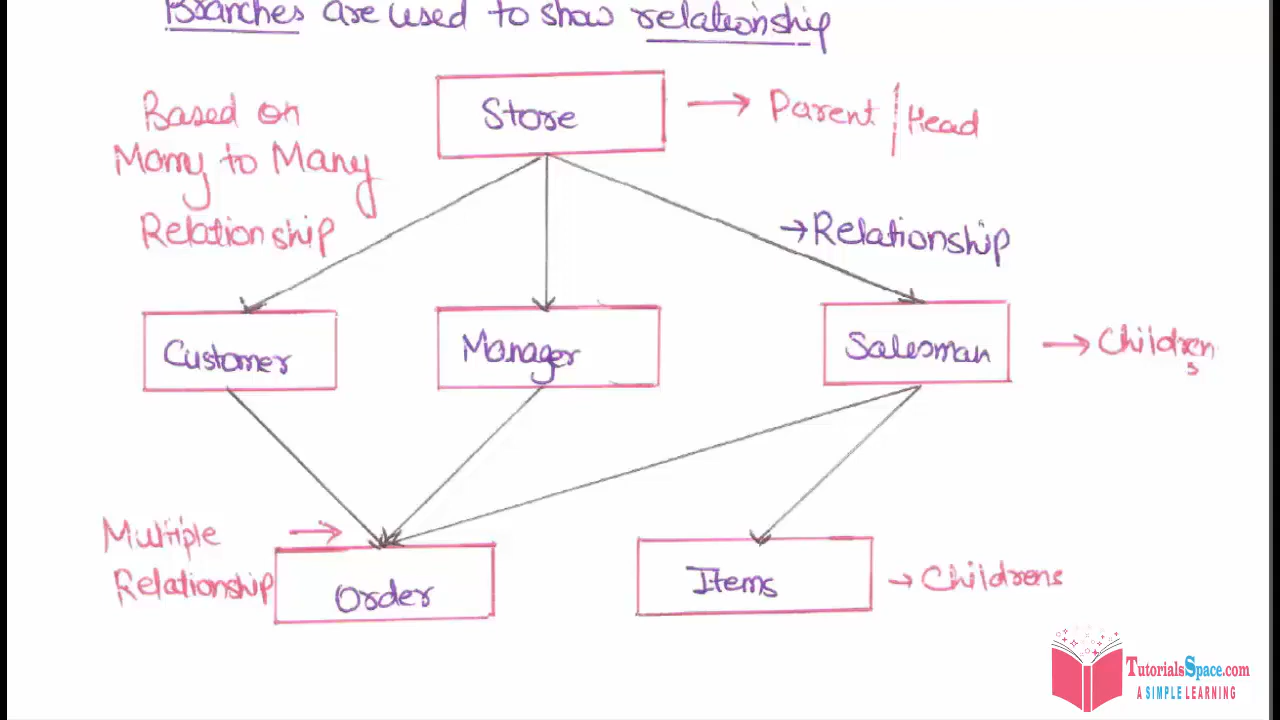 Branches are used to show relationship
Based on
Many to Many
Relationship
Store
→ Parent | Head
→ Relationship
Customer
Manager
Salesman
→ Childrens
Multiple →
Relationship
Order
Items
→ Childrens
TutorialsSpace.com
A SIMPLE LEARNING